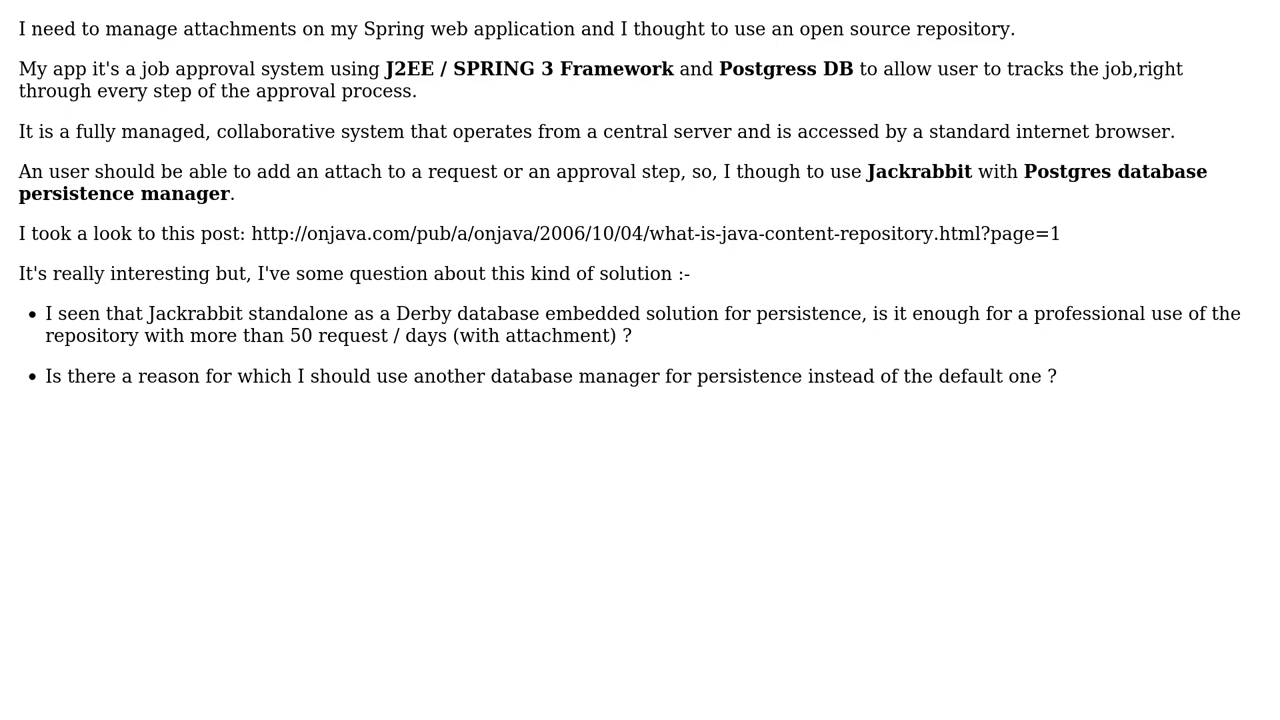 I need to manage attachments on my Spring web application and I thought to use an open source repository.
My app it's a job approval system using J2EE / SPRING 3 Framework and Postgress DB to allow user to tracks the job,right
through every step of the approval process.
It is a fully managed, collaborative system that operates from a central server and is accessed by a standard internet browser.
An user should be able to add an attach to a request or an approval step, so, I though to use Jackrabbit with Postgres database
persistence manager.
I took a look to this post: http://onjava.com/pub/a/onjava/2006/10/04/what-is-java-content-repository.html?page=1
It's really interesting but, I've some question about this kind of solution :-
• I seen that Jackrabbit standalone as a Derby database embedded solution for persistence, is it enough for a professional use of the
repository with more than 50 request / days (with attachment) ?
• Is there a reason for which I should use another database manager for persistence instead of the default one ?